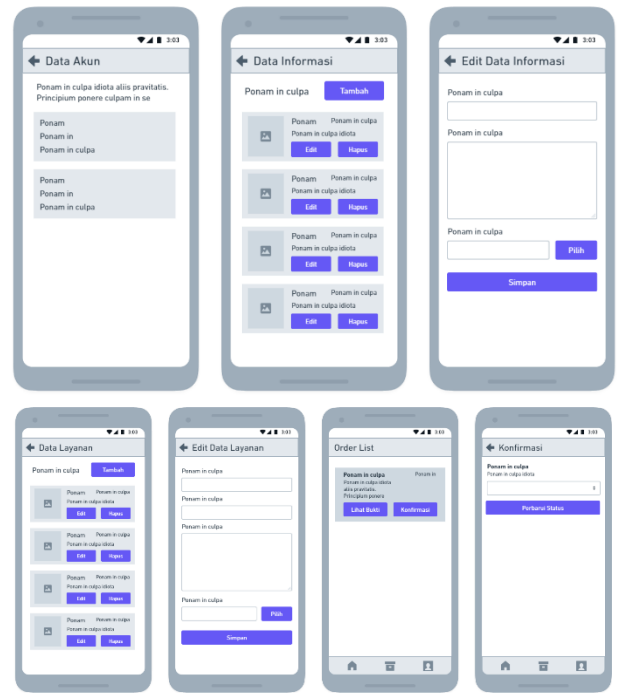 3:03
Data Akun
Ponam in culpa idiota aliis pravitatis.
Principium ponere culpam in se
Ponam
Ponam in
Ponam in culpa
Ponam
Ponam in
Ponam in culpa
3:03
Data Informasi
Ponam in culpa Tambah
Ponam Ponam in culpa
Ponam in culpa idiota
Edit Hapus
Ponam Ponam in culpa
Ponam in culpa idiota
Edit Hapus
Ponam Ponam in culpa
Ponam in culpa idiota
Edit Hapus
Ponam Ponam in culpa
Ponam in culpa idiota
Edit Hapus
3:03
Edit Data Informasi
Ponam in culpa
Ponam in culpa
Ponam in culpa
Pilih
Simpan
3:03
Data Layanan
Ponam in culpa Tambah
Ponam Ponam in culpa
Ponam in culpa idiota
Edit Hapus
Ponam Ponam in culpa
Ponam in culpa idiota
Edit Hapus
Ponam Ponam in culpa
Ponam in culpa idiota
Edit Hapus
Ponam Ponam in culpa
Ponam in culpa idiota
Edit Hapus
3:03
Edit Data Layanan
Ponam in culpa
Ponam in culpa
Ponam in culpa
Ponam in culpa
Pilih
Simpan
3:03
Order List
Ponam in culpa Ponam in
Ponam in culpa idiota
aliis pravitatis.
Principium ponere
Lihat Bukti Konfirmasi
3:03
Konfirmasi
Ponam in culpa
Ponam in culpa idiota
Perbarui Status